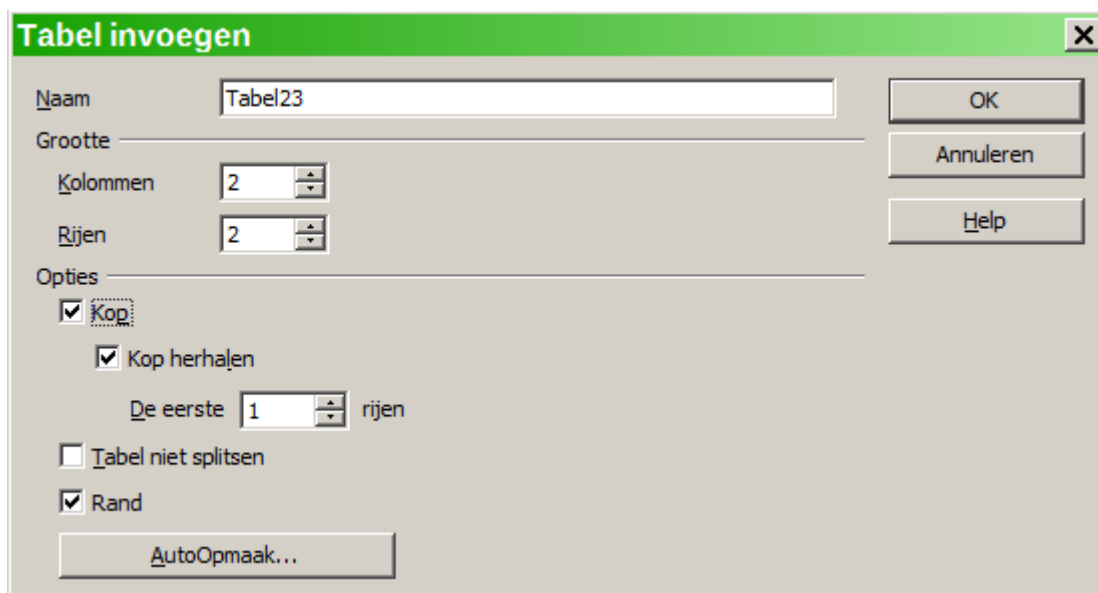 Tabel invoegen
Naam Tabel23 OK
Grootte
Annuleren
Kolommen 2
Rijen 2 Help
Opties
Kop
Kop herhalen
De eerste 1 rijen
Tabel niet splitsen
Rand
AutoOpmaak...